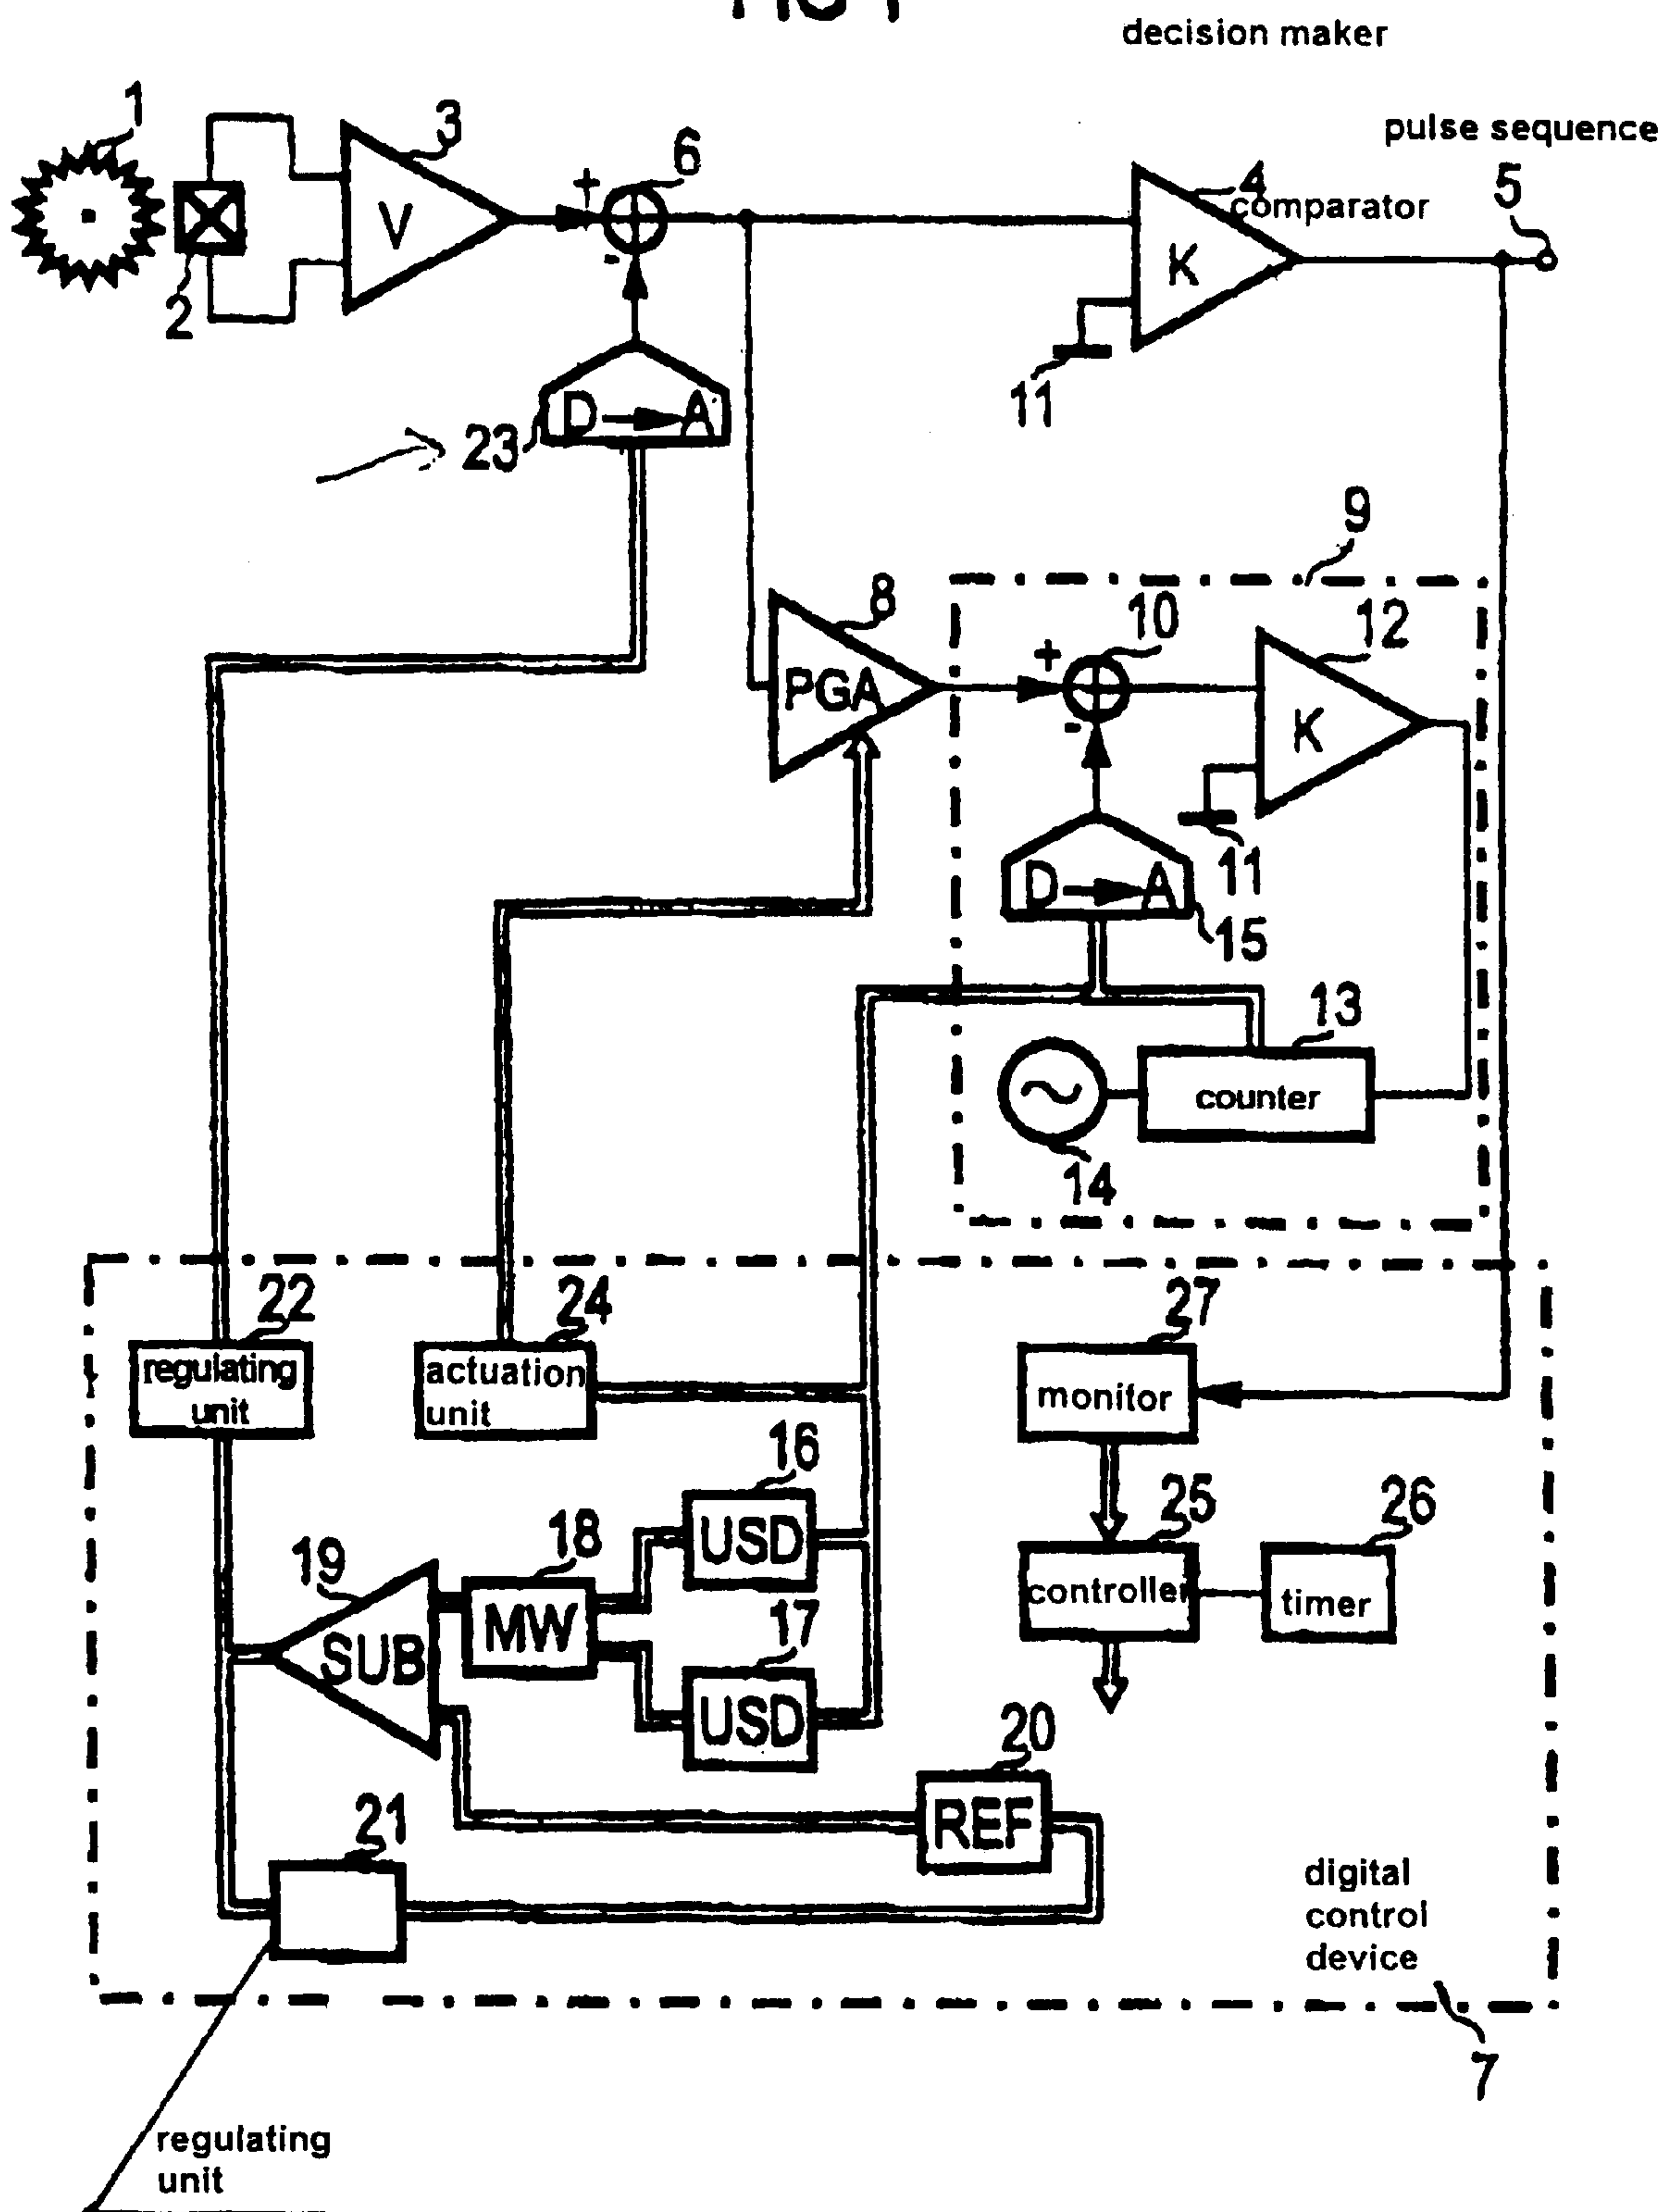 FIG 1
decision maker
pulse sequence
1
3
6
4
comparator
5
+
V
K
-
2
11
D A
23
9
8
10
12
+
PGA
K
-
11
D A
15
13
counter
14
22
24
27
regulating
unit
actuation
unit
monitor
16
USD
25
26
18
19
controller
timer
MW
17
SUB
USD
20
REF
21
digital
control
device
7
regulating
unit